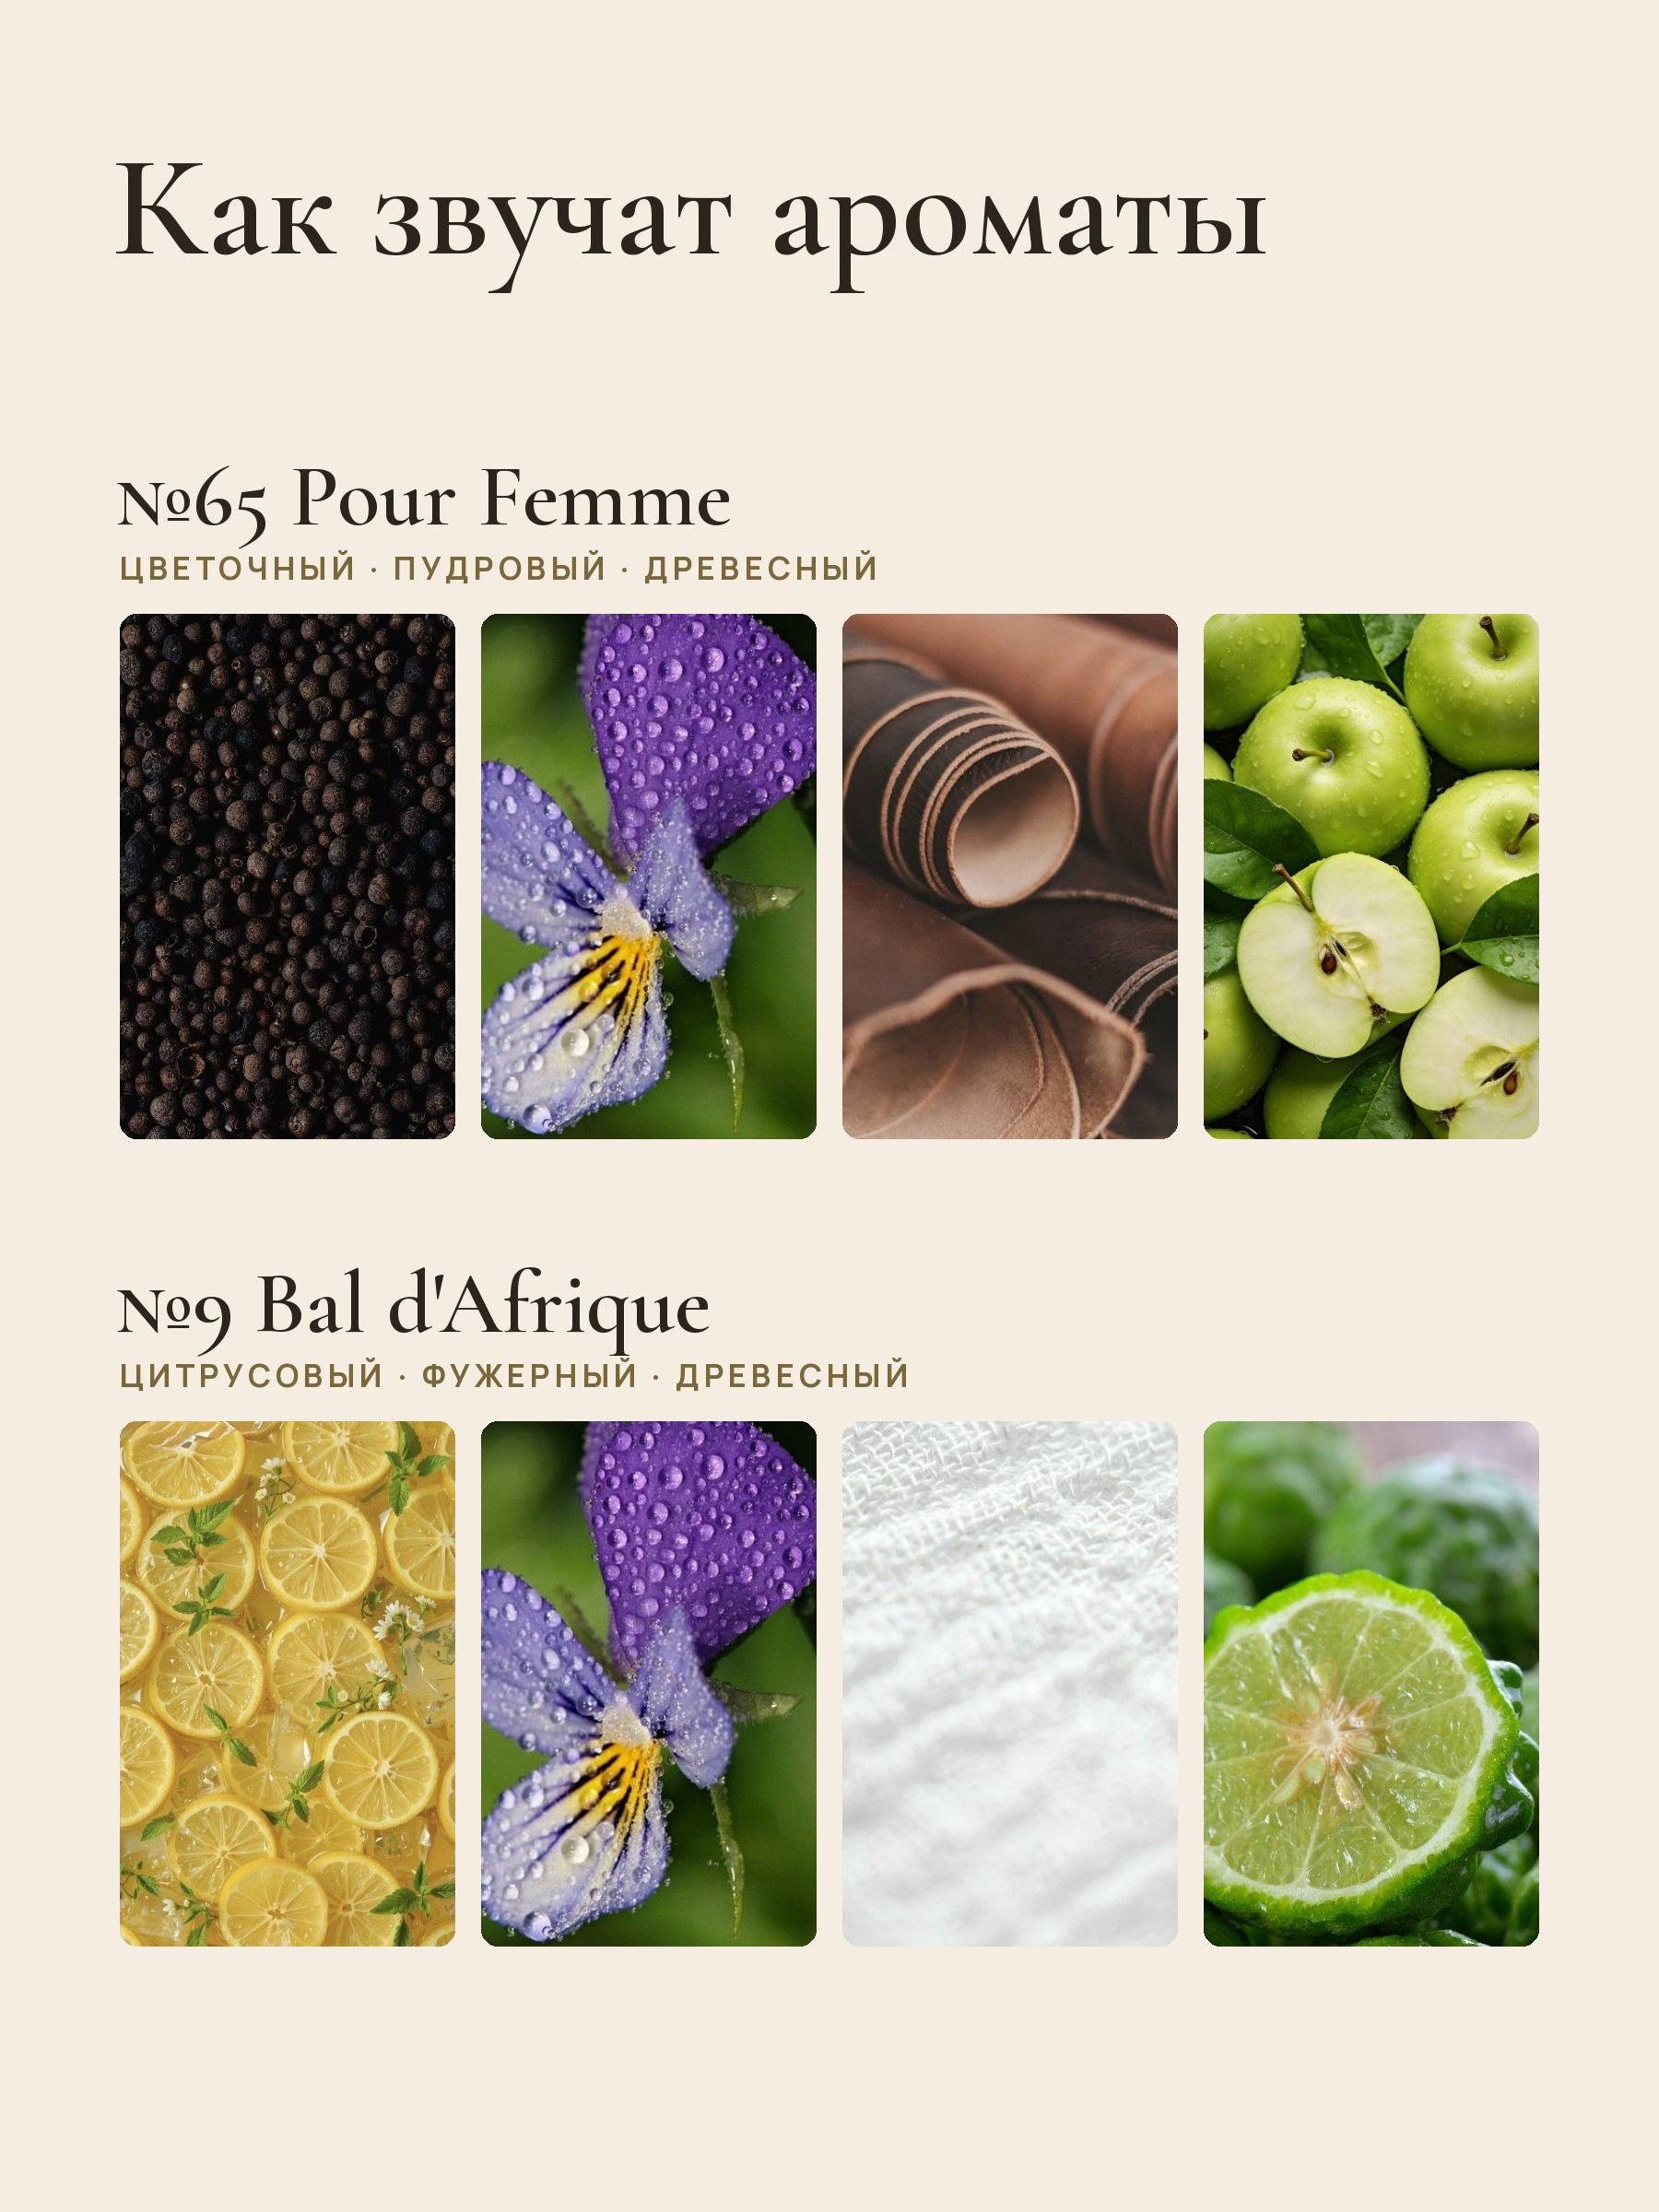 Как звучат ароматы
№65 Pour Femme
ЦВЕТОЧНЫЙ · ПУДРОВЫЙ · ДРЕВЕСНЫЙ
№9 Bal d'Afrique
ЦИТРУСОВЫЙ · ФУЖЕРНЫЙ · ДРЕВЕСНЫЙ